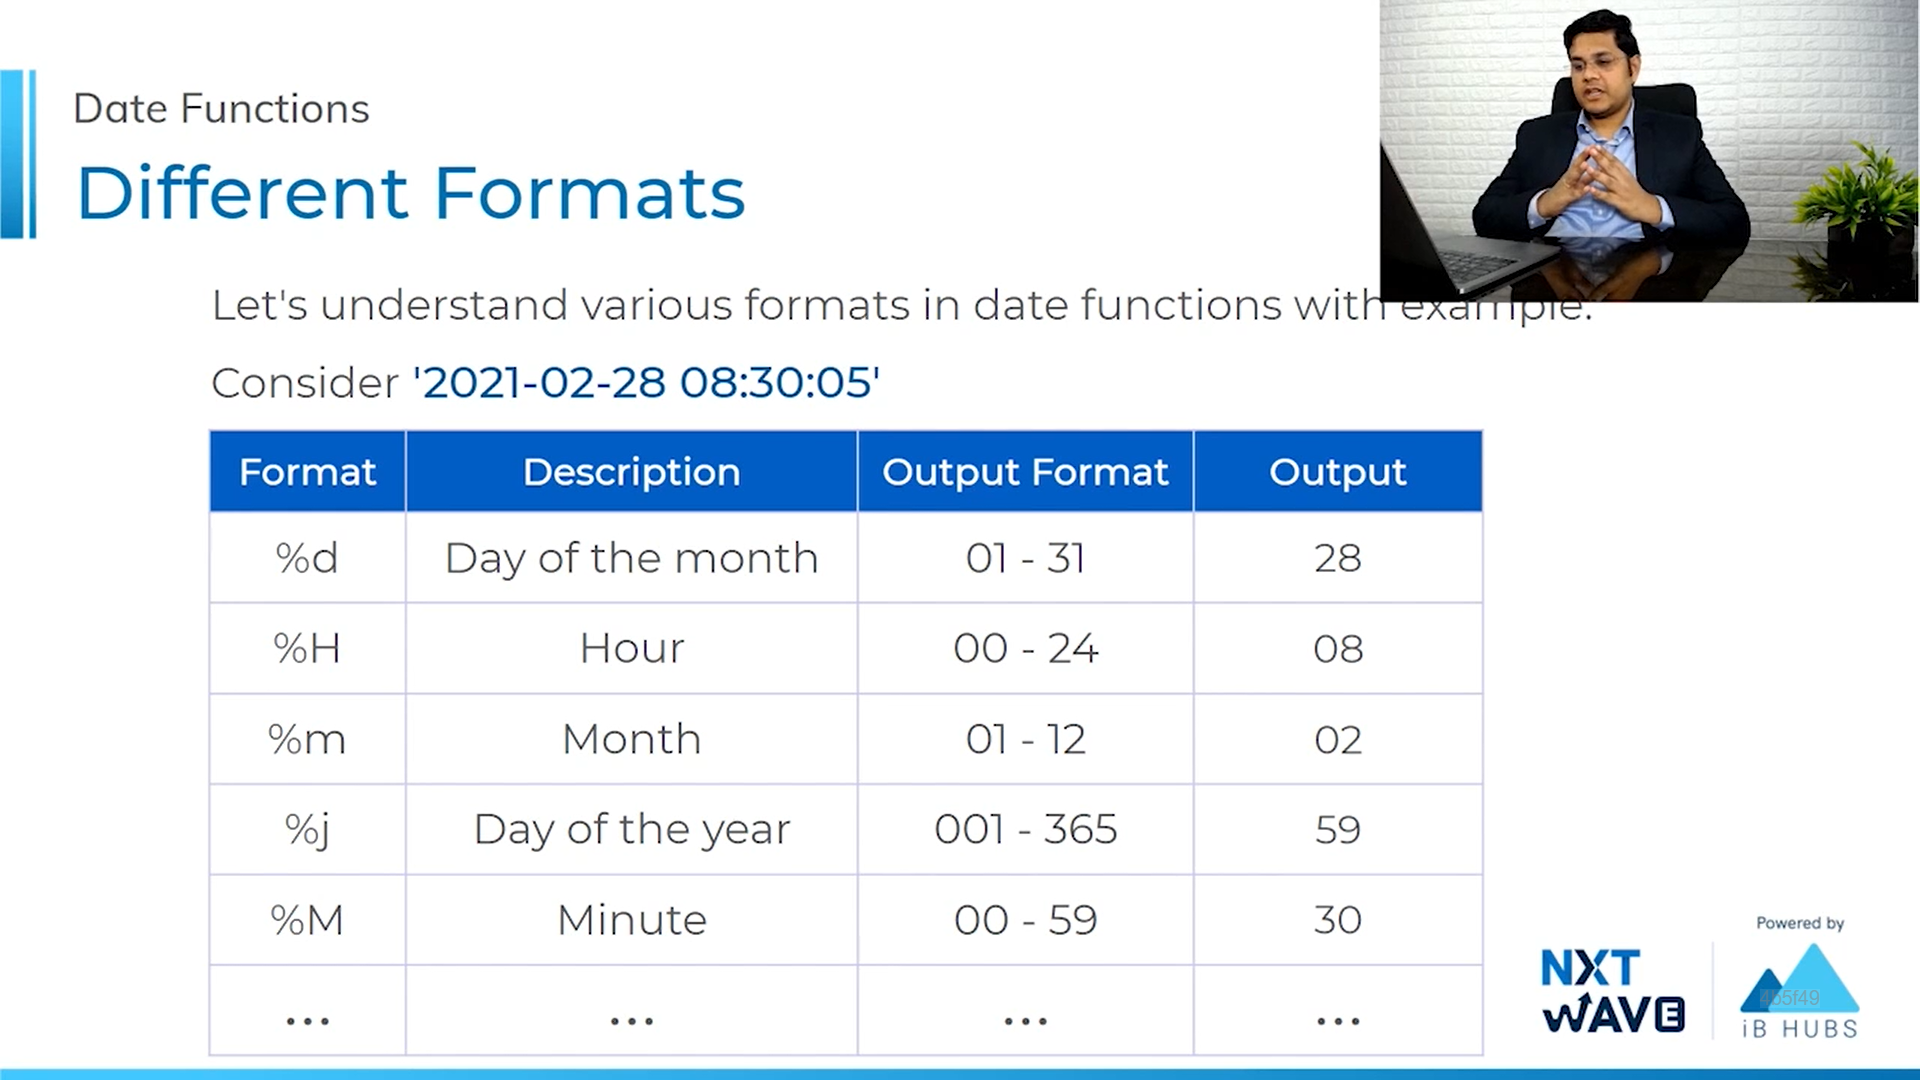 Date Functions
Different Formats
Let's understand various formats in date functions with example.
Consider '2021-02-28 08:30:05'
Format Description Output Format Output
%d Day of the month 01 - 31 28
%H Hour 00 - 24 08
%m Month 01 - 12 02
%j Day of the year 001 - 365 59
%M Minute 00 - 59 30
... ... ... ...
Powered by
NXT
WAVE
4b5f49
iB HUBS